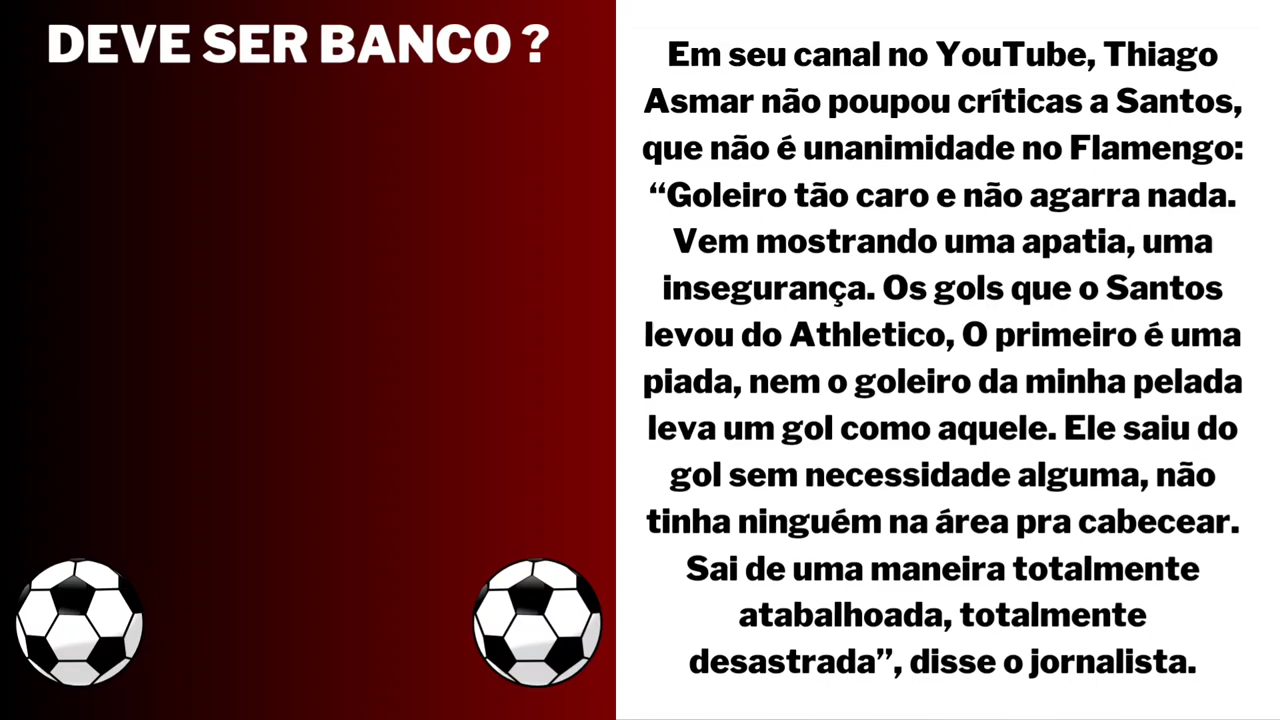 DEVE SER BANCO ?
Em seu canal no YouTube, Thiago
Asmar não poupou críticas a Santos,
que não é unanimidade no Flamengo:
“Goleiro tão caro e não agarra nada.
Vem mostrando uma apatia, uma
insegurança. Os gols que o Santos
levou do Athletico, O primeiro é uma
piada, nem o goleiro da minha pelada
leva um gol como aquele. Ele saiu do
gol sem necessidade alguma, não
tinha ninguém na área pra cabecear.
Sai de uma maneira totalmente
atabalhoada, totalmente
desastrada”, disse o jornalista.